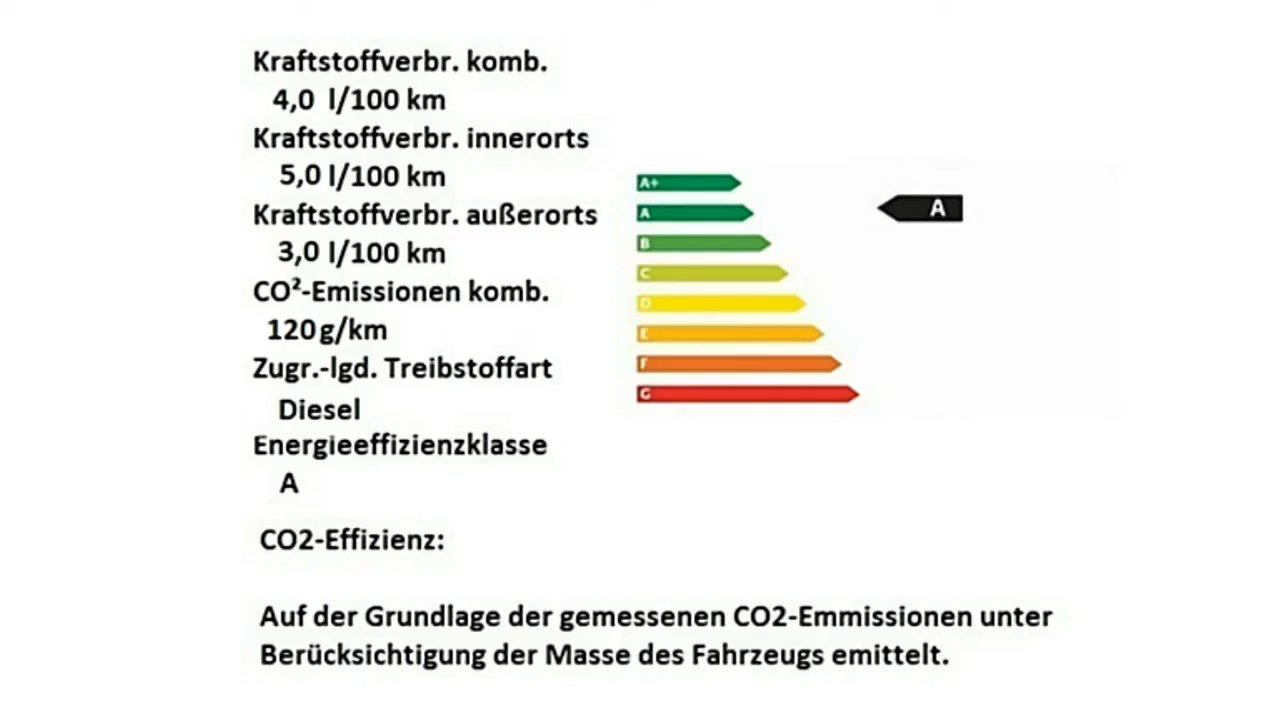 Kraftstoffverbr. komb.
4,0 l/100 km
Kraftstoffverbr. innerorts
5,0 l/100 km
Kraftstoffverbr. außerorts
3,0 l/100 km
CO²-Emissionen komb.
120 g/km
Zugr.-lgd. Treibstoffart
Diesel
Energieeffizienzklasse
A
A+
A
B
C
D
E
F
G
A
CO2-Effizienz:
Auf der Grundlage der gemessenen CO2-Emmissionen unter
Berücksichtigung der Masse des Fahrzeugs emittelt.